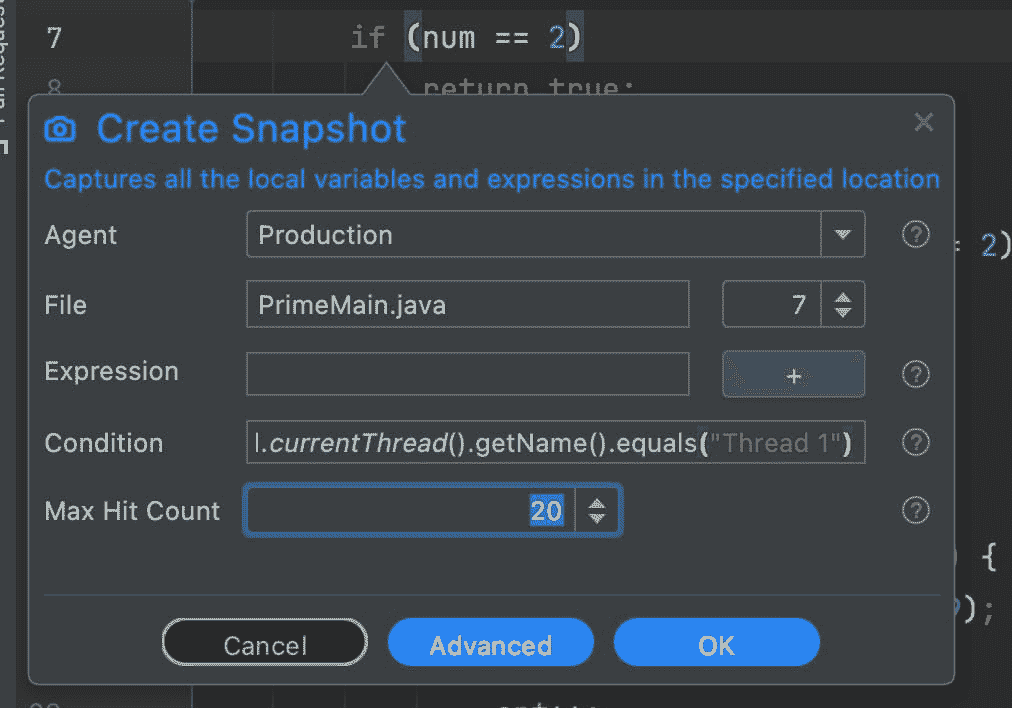 7 if (num == 2)
8 return true;
Create Snapshot
Captures all the local variables and expressions in the specified location
Agent Production
= 2)
File PrimeMain.java 7
Expression +
Condition l.currentThread().getName().equals("Thread 1")
Max Hit Count 20
) {
);
Cancel Advanced OK